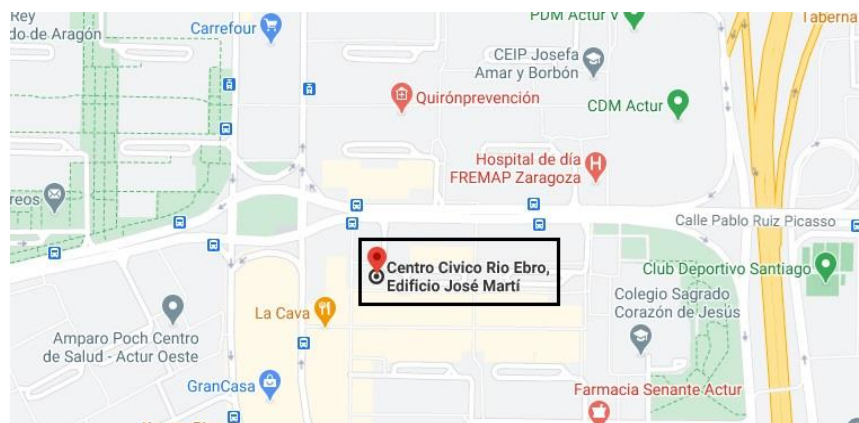 Rey
do de Aragón
Carrefour
PDM Actur V
Taberna
CEIP Josefa
Amar y Borbón
Quirónprevención
CDM Actur
Hospital de día
FREMAP Zaragoza
reos
Calle Pablo Ruiz Picasso
Centro Civico Rio Ebro,
Edificio José Martí
Club Deportivo Santiago
La Cava
Colegio Sagrado
Corazón de Jesús
Amparo Poch Centro
de Salud - Actur Oeste
GranCasa
Farmacia Senante Actur